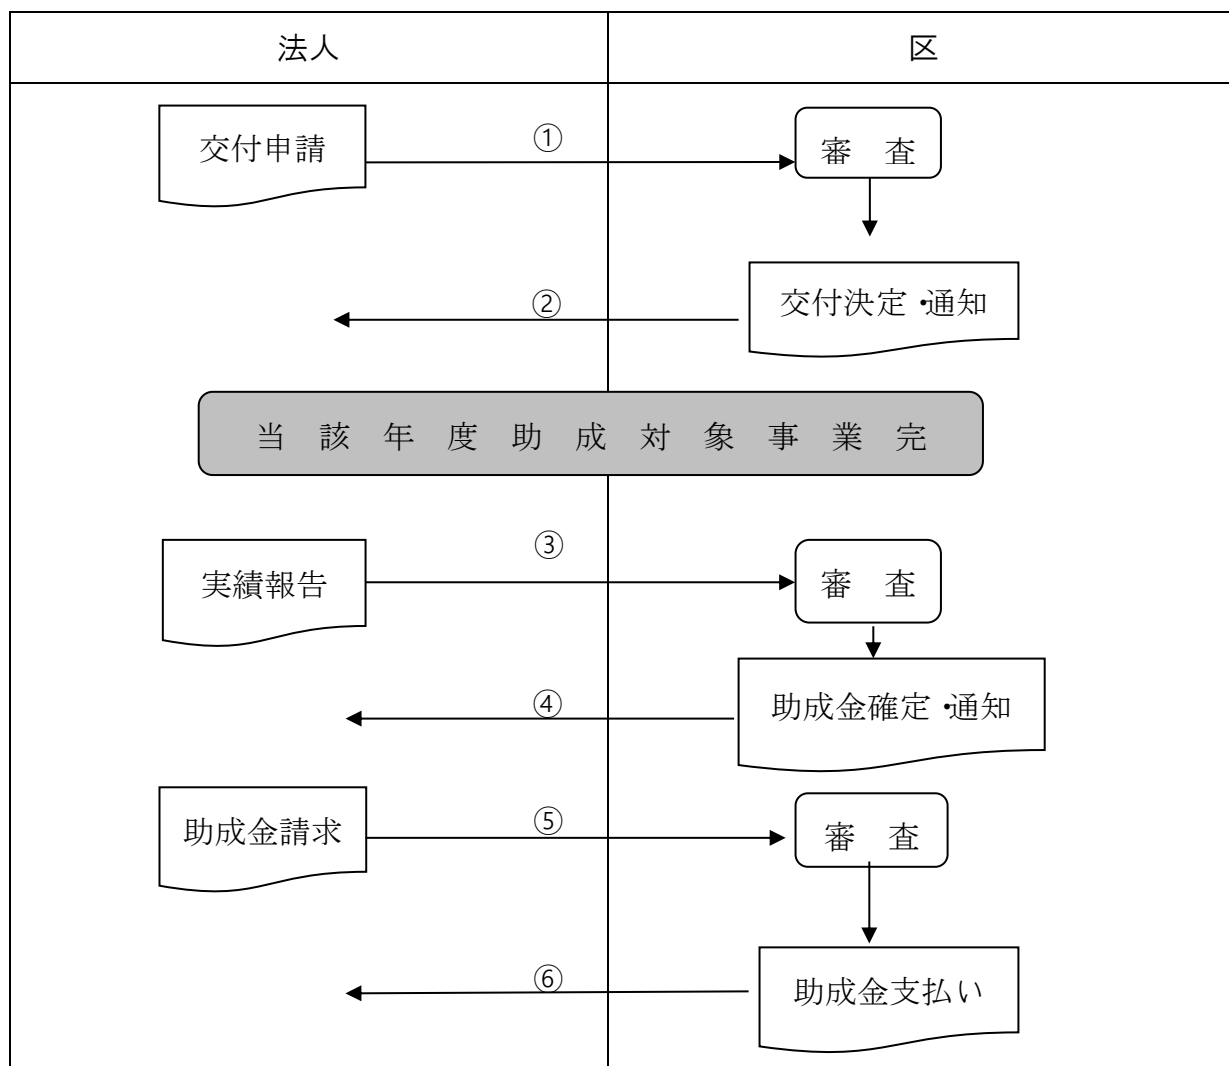 法人
区
交付申請
①
審 査
②
交付決定・通知
当 該 年 度 助 成 対 象 事 業 完
③
実績報告
審 査
④
助成金確定・通知
助成金請求
⑤
審 査
⑥
助成金支払い